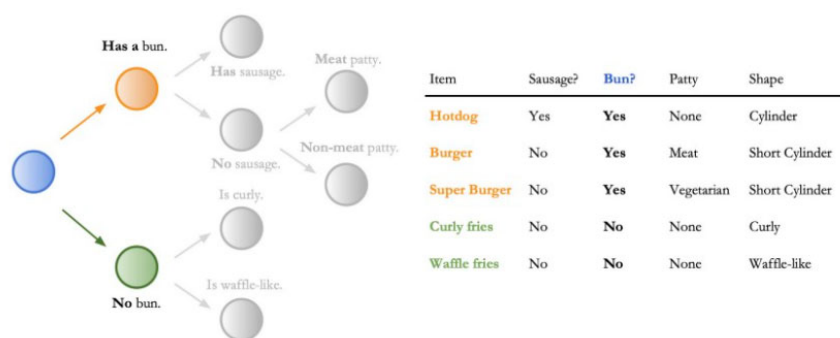 Has a bun.
Has sausage.
Meat patty.
No sausage.
Non-meat patty.
Is curly.
Is waffle-like.
No bun.
Item Sausage? Bun? Patty Shape
Hotdog Yes Yes None Cylinder
Burger No Yes Meat Short Cylinder
Super Burger No Yes Vegetarian Short Cylinder
Curly fries No No None Curly
Waffle fries No No None Waffle-like